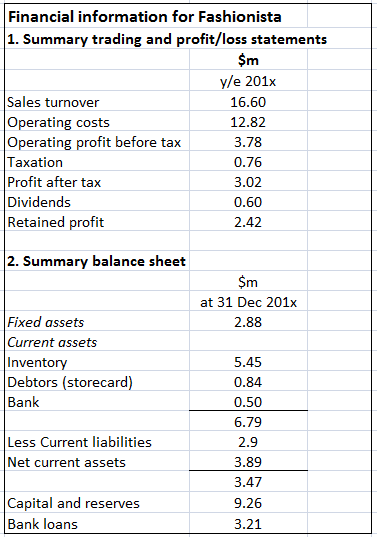 Financial information for Fashionista
1. Summary trading and profit/loss statements
$m
y/e 201x
Sales turnover 16.60
Operating costs 12.82
Operating profit before tax 3.78
Taxation 0.76
Profit after tax 3.02
Dividends 0.60
Retained profit 2.42
2. Summary balance sheet
$m
at 31 Dec 201x
Fixed assets 2.88
Current assets
Inventory 5.45
Debtors (storecard) 0.84
Bank 0.50
6.79
Less Current liabilities 2.9
Net current assets 3.89
3.47
Capital and reserves 9.26
Bank loans 3.21